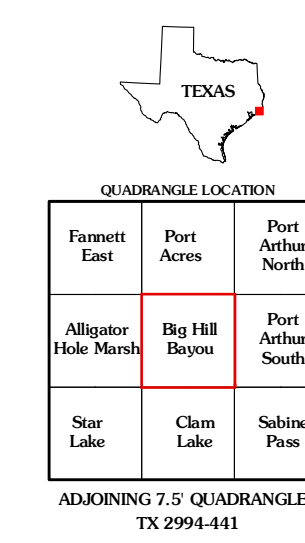 TEXAS
QUADRANGLE LOCATION
Fannett
East
Port
Acres
Port
Arthur
North
Alligator
Hole Marsh
Big Hill
Bayou
Port
Arthur
South
Star
Lake
Clam
Lake
Sabine
Pass
ADJOINING 7.5' QUADRANGLE
TX 2994-441